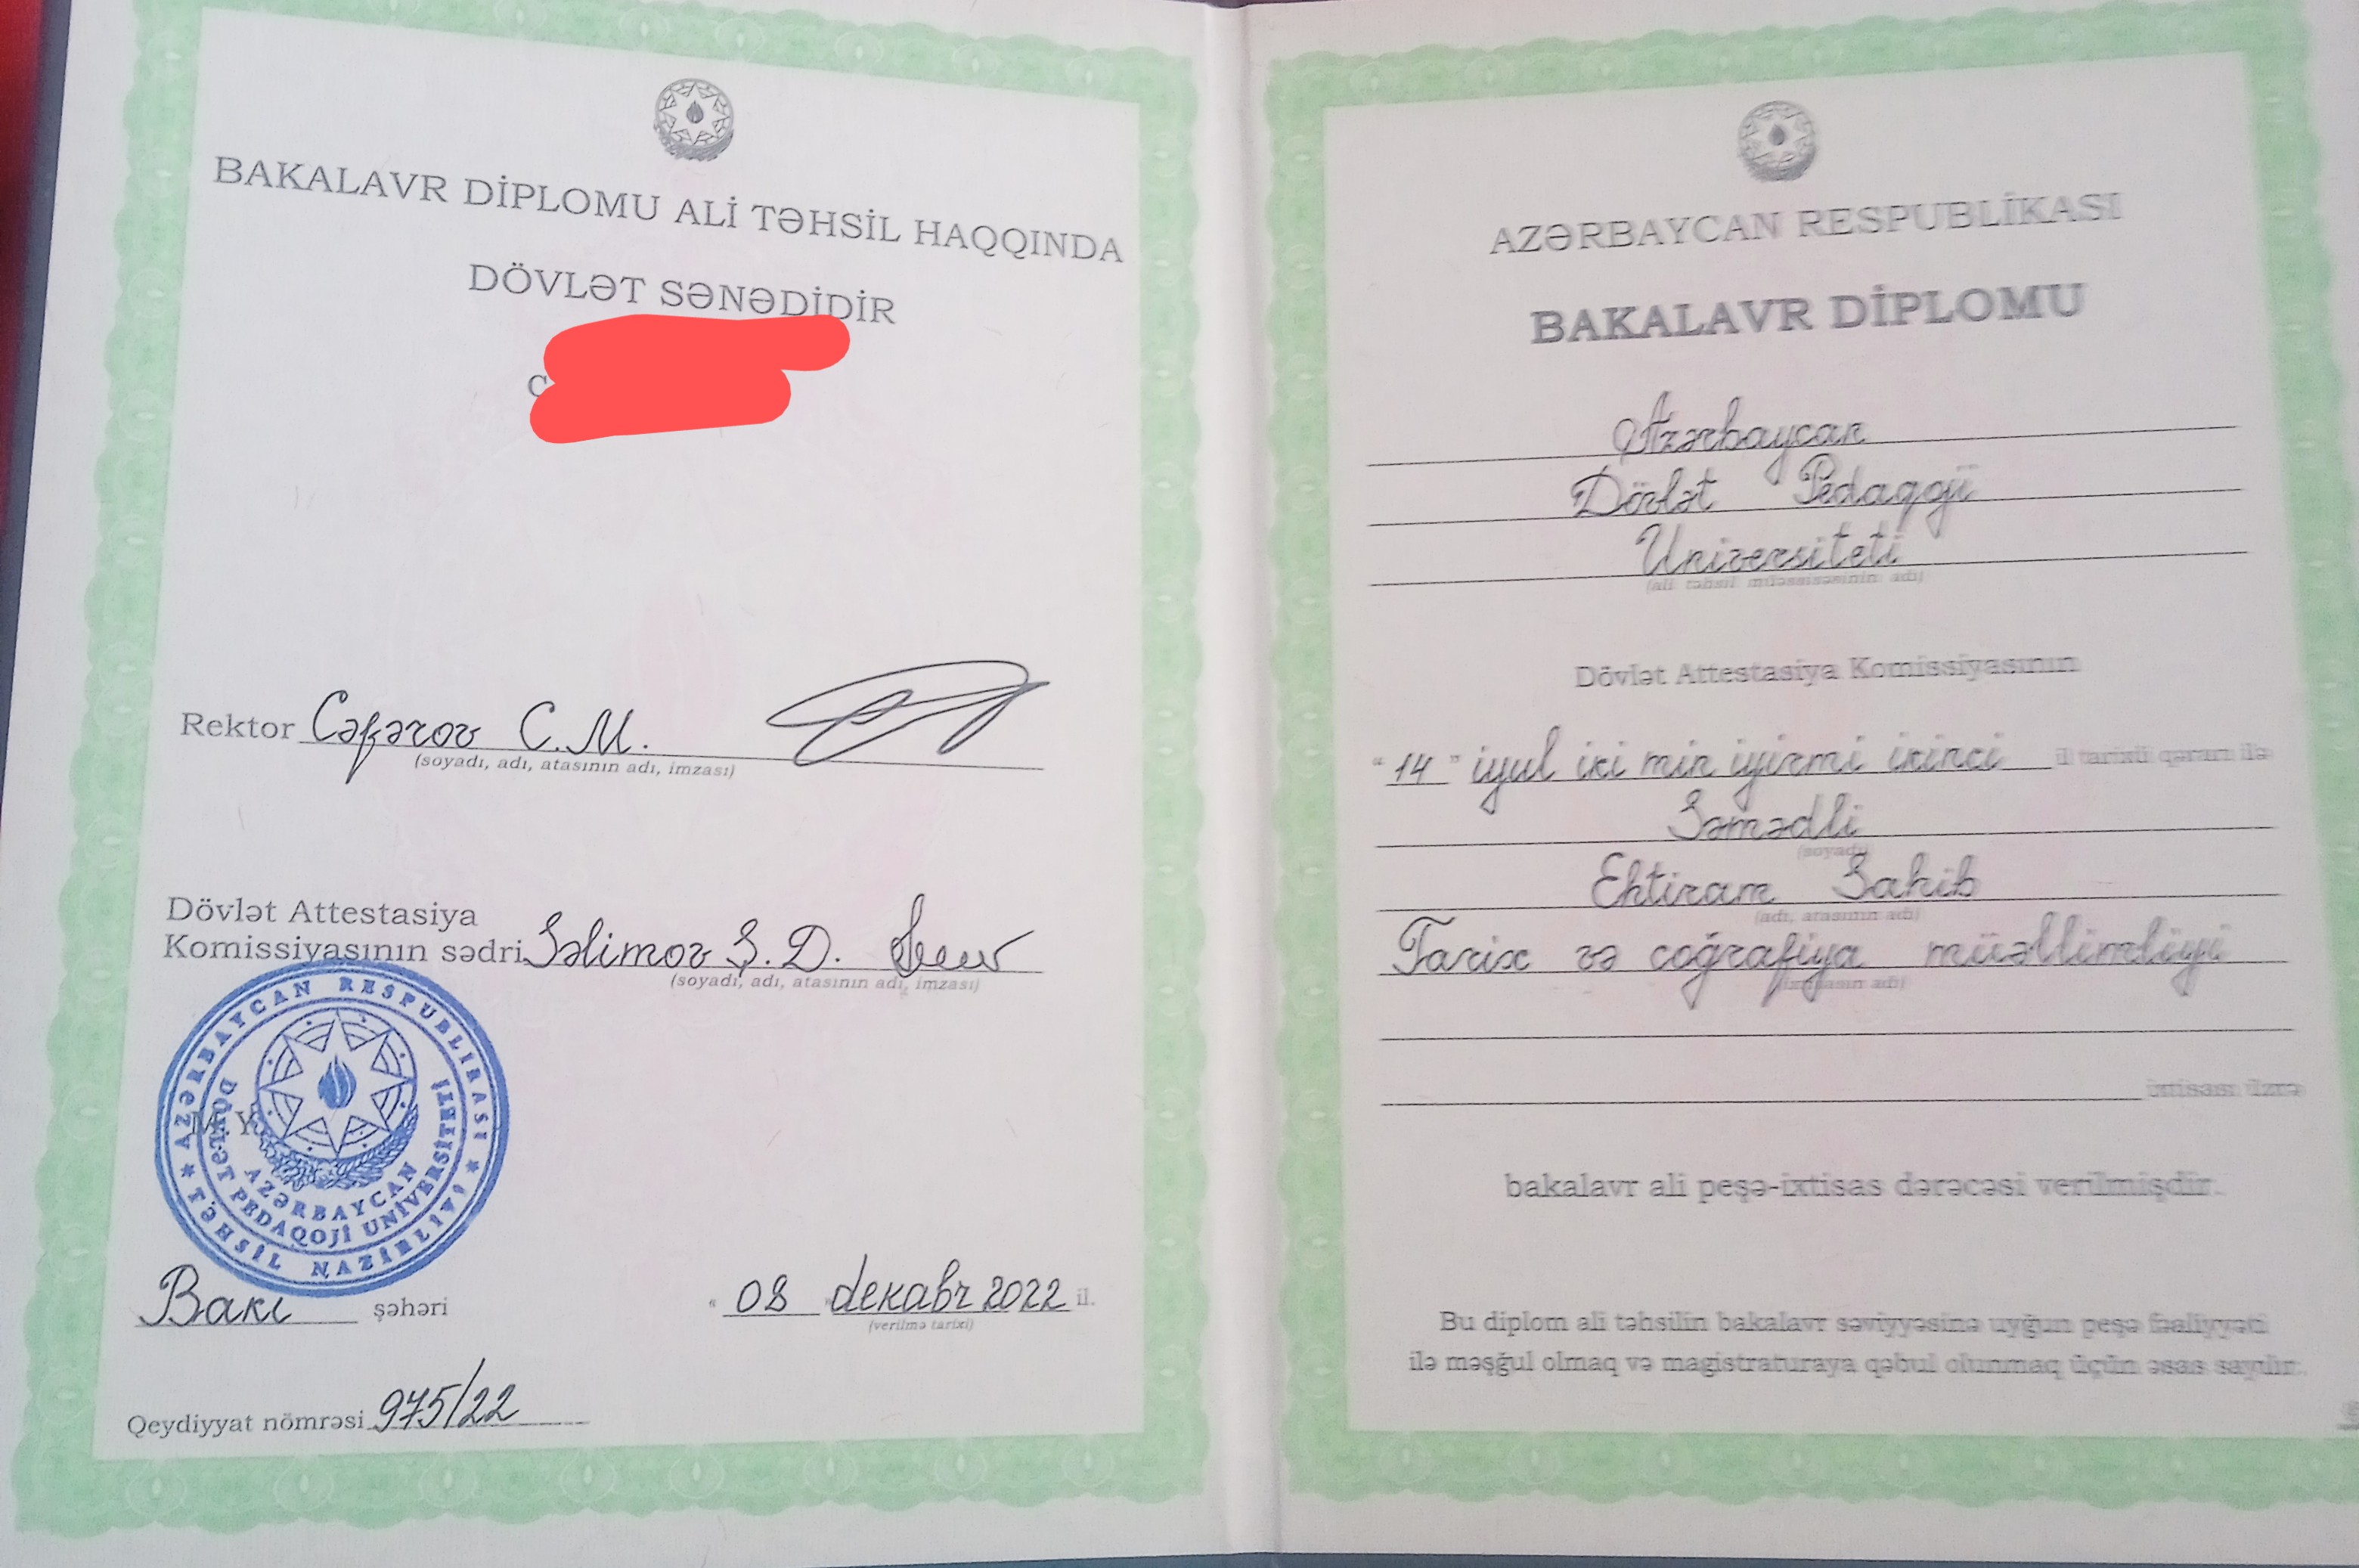 BAKALAVR DİPLOMU ALİ TƏHSİL HAQQINDA
DÖVLƏT SƏNƏDİDİR
C
Rektor Cəfərov C.M.
(soyadı, adı, atasının adı, imzası)
Dövlət Attestasiya
Komissiyasının sədri Səlimov Ş.D.
(soyadı, adı, atasının adı, imzası)
AZƏRBAYCAN RESPUBLIKASI * TƏHSİL NAZİRLİYİ *
AZƏRBAYCAN
DÖVLƏT PEDAQOJİ UNİVERSİTETİ
M.Y.
Bakı şəhəri
" 08 " dekabr 2022 il.
(verilmə tarixi)
Qeydiyyat nömrəsi 975/22
AZƏRBAYCAN RESPUBLİKASI
BAKALAVR DİPLOMU
Azərbaycan
Dövlət Pedaqoji
Universiteti
(ali təhsil müəssisəsinin adı)
Dövlət Attestasiya Komissiyasının
" 14 " iyul iki min iyirmi ikinci il tarixli qərarı ilə
Səmədli
(soyadı)
Ehtiram Sahib
(adı, atasının adı)
Tarix və coğrafiya müəllimliyi
(ixtisasın adı)
ixtisası üzrə
bakalavr ali peşə-ixtisas dərəcəsi verilmişdir.
Bu diplom ali təhsilin bakalavr səviyyəsinə uyğun peşə fəaliyyəti
ilə məşğul olmaq və magistraturaya qəbul olunmaq üçün əsas sayılır.